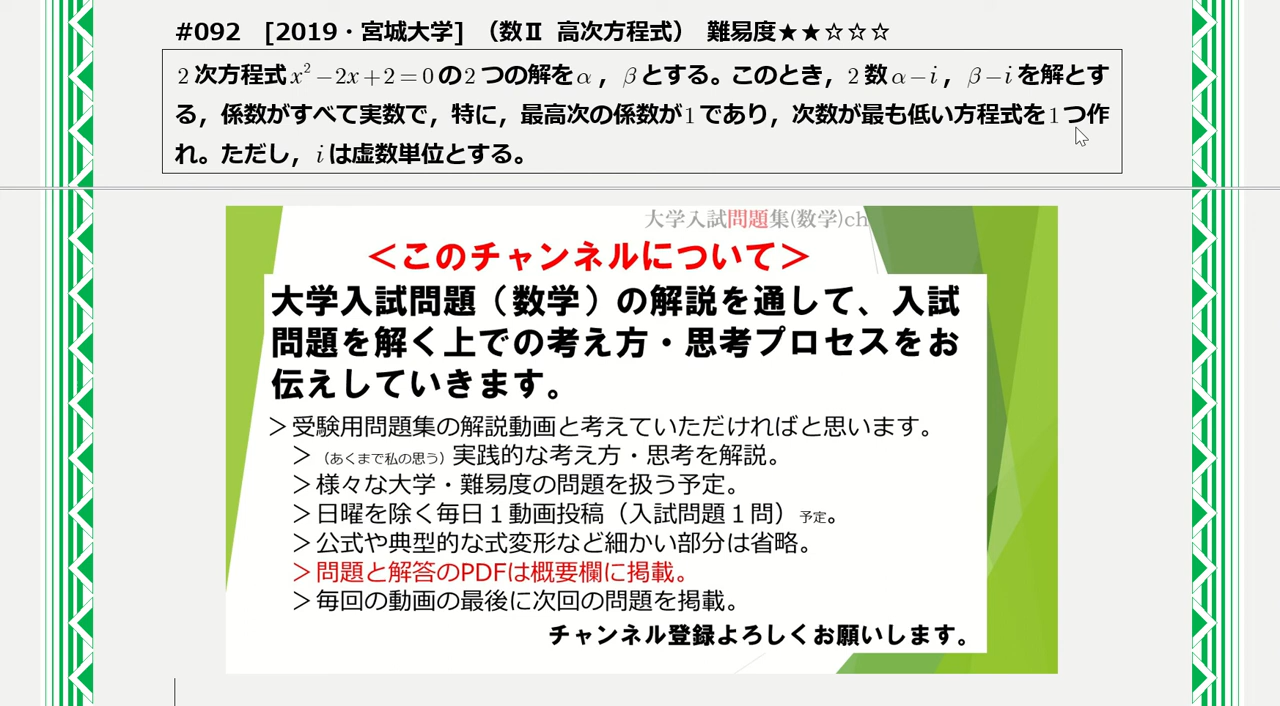 #092 [2019・宮城大学] (数Ⅱ 高次方程式) 難易度★★☆☆☆
2次方程式x²−2x+2=0の2つの解をα，βとする。このとき，2数α−i，β−iを解とす
る，係数がすべて実数で，特に，最高次の係数が1であり，次数が最も低い方程式を1つ作
れ。ただし，iは虚数単位とする。
大学入試問題集(数学)ch
＜このチャンネルについて＞
大学入試問題（数学）の解説を通して、入試
問題を解く上での考え方・思考プロセスをお
伝えしていきます。
＞受験用問題集の解説動画と考えていただければと思います。
＞（あくまで私の思う）実践的な考え方・思考を解説。
＞様々な大学・難易度の問題を扱う予定。
＞日曜を除く毎日１動画投稿（入試問題１問）予定。
＞公式や典型的な式変形など細かい部分は省略。
＞問題と解答のPDFは概要欄に掲載。
＞毎回の動画の最後に次回の問題を掲載。
チャンネル登録よろしくお願いします。